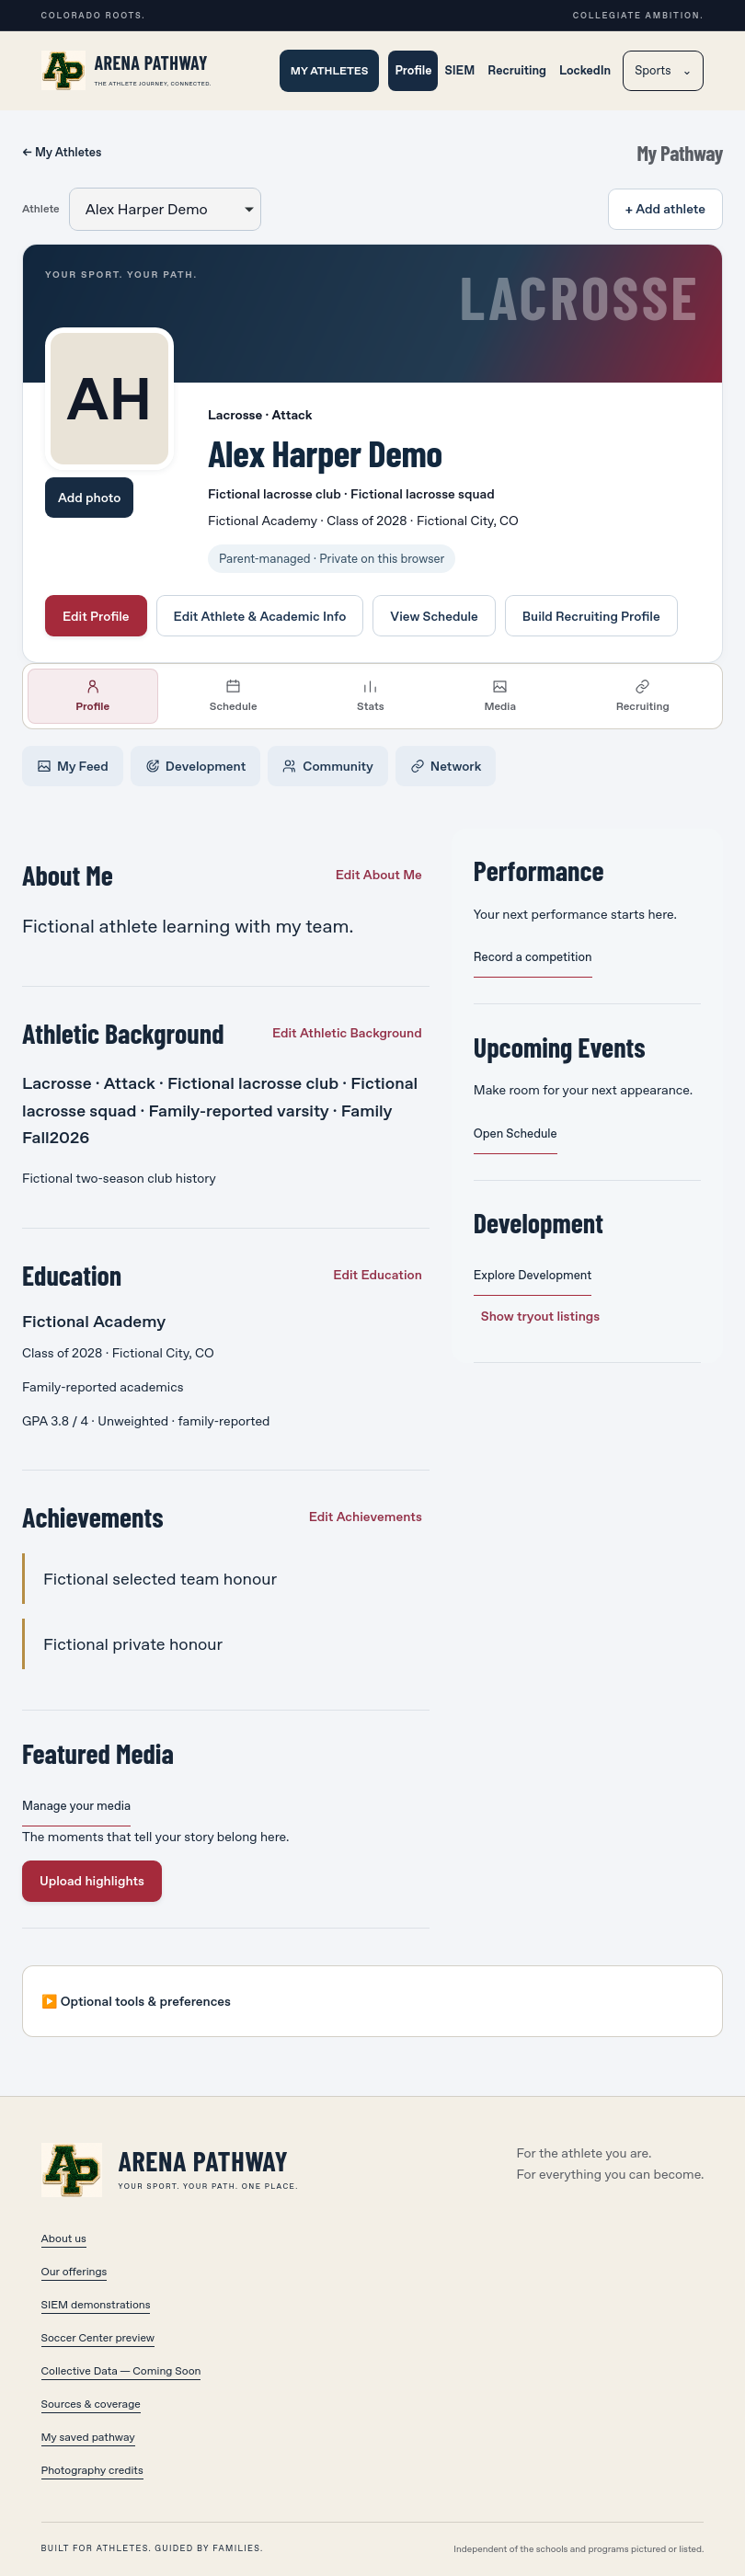 COLORADO ROOTS.
COLLEGIATE AMBITION.
AP
ARENA PATHWAY
THE ATHLETE JOURNEY, CONNECTED.
MY ATHLETES
Profile
SIEM
Recruiting
LockedIn
Sports
← My Athletes
My Pathway
Athlete
Alex Harper Demo
+ Add athlete
YOUR SPORT. YOUR PATH.
LACROSSE
AH
Add photo
Lacrosse · Attack
Alex Harper Demo
Fictional lacrosse club · Fictional lacrosse squad
Fictional Academy · Class of 2028 · Fictional City, CO
Parent-managed · Private on this browser
Edit Profile
Edit Athlete & Academic Info
View Schedule
Build Recruiting Profile
Profile
Schedule
Stats
Media
Recruiting
My Feed
Development
Community
Network
About Me
Edit About Me
Fictional athlete learning with my team.
Athletic Background
Edit Athletic Background
Lacrosse · Attack · Fictional lacrosse club · Fictional
lacrosse squad · Family-reported varsity · Family
Fall2026
Fictional two-season club history
Education
Edit Education
Fictional Academy
Class of 2028 · Fictional City, CO
Family-reported academics
GPA 3.8 / 4 · Unweighted · family-reported
Achievements
Edit Achievements
Fictional selected team honour
Fictional private honour
Featured Media
Manage your media
The moments that tell your story belong here.
Upload highlights
Performance
Your next performance starts here.
Record a competition
Upcoming Events
Make room for your next appearance.
Open Schedule
Development
Explore Development
Show tryout listings
▶️ Optional tools & preferences
AP
ARENA PATHWAY
YOUR SPORT. YOUR PATH. ONE PLACE.
For the athlete you are.
For everything you can become.
About us
Our offerings
SIEM demonstrations
Soccer Center preview
Collective Data — Coming Soon
Sources & coverage
My saved pathway
Photography credits
BUILT FOR ATHLETES. GUIDED BY FAMILIES.
Independent of the schools and programs pictured or listed.